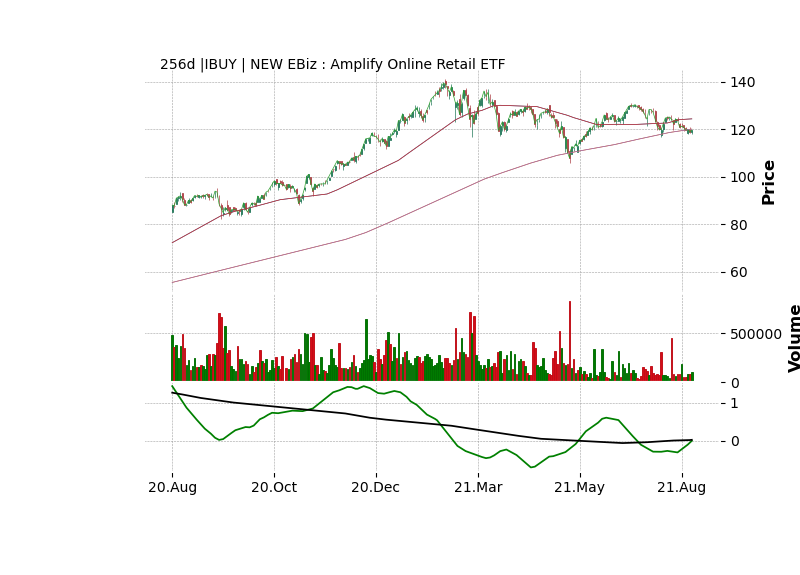 256d |IBUY | NEW EBiz : Amplify Online Retail ETF
140
120
100
80
60
Price
500000
0
Volume
1
0
20.Aug 20.Oct 20.Dec 21.Mar 21.May 21.Aug